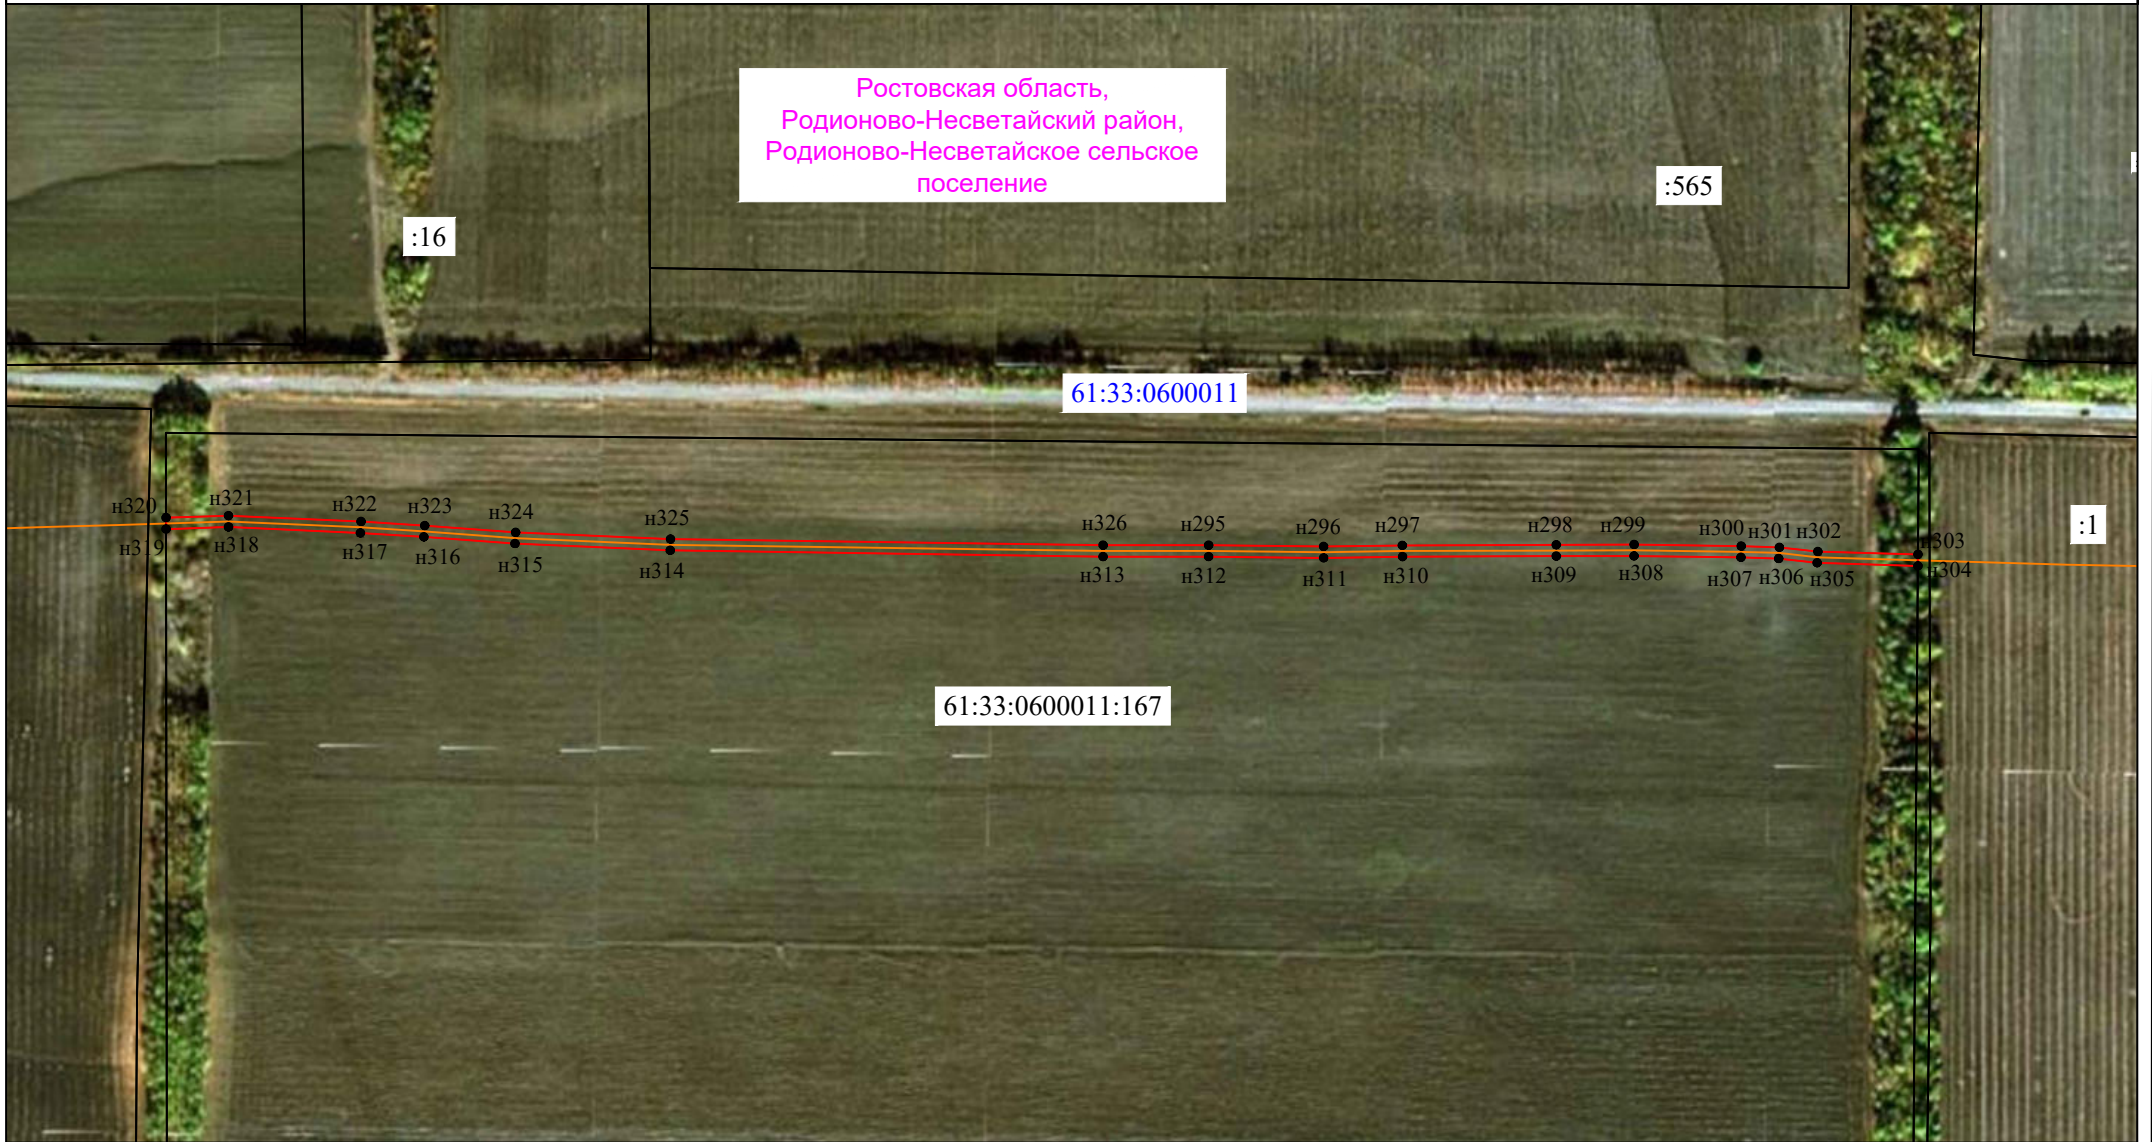 Ростовская область,
Родионово-Несветайский район,
Родионово-Несветайское сельское
поселение
:565
:16
61:33:0600011
н320
н321
н322
н323
н324
н325
н326
н295
н296
н297
н298
н299
н300
н301
н302
н303
:1
н319
н318
н317
н316
н315
н314
н313
н312
н311
н310
н309
н308
н307
н306
н305
н304
61:33:0600011:167